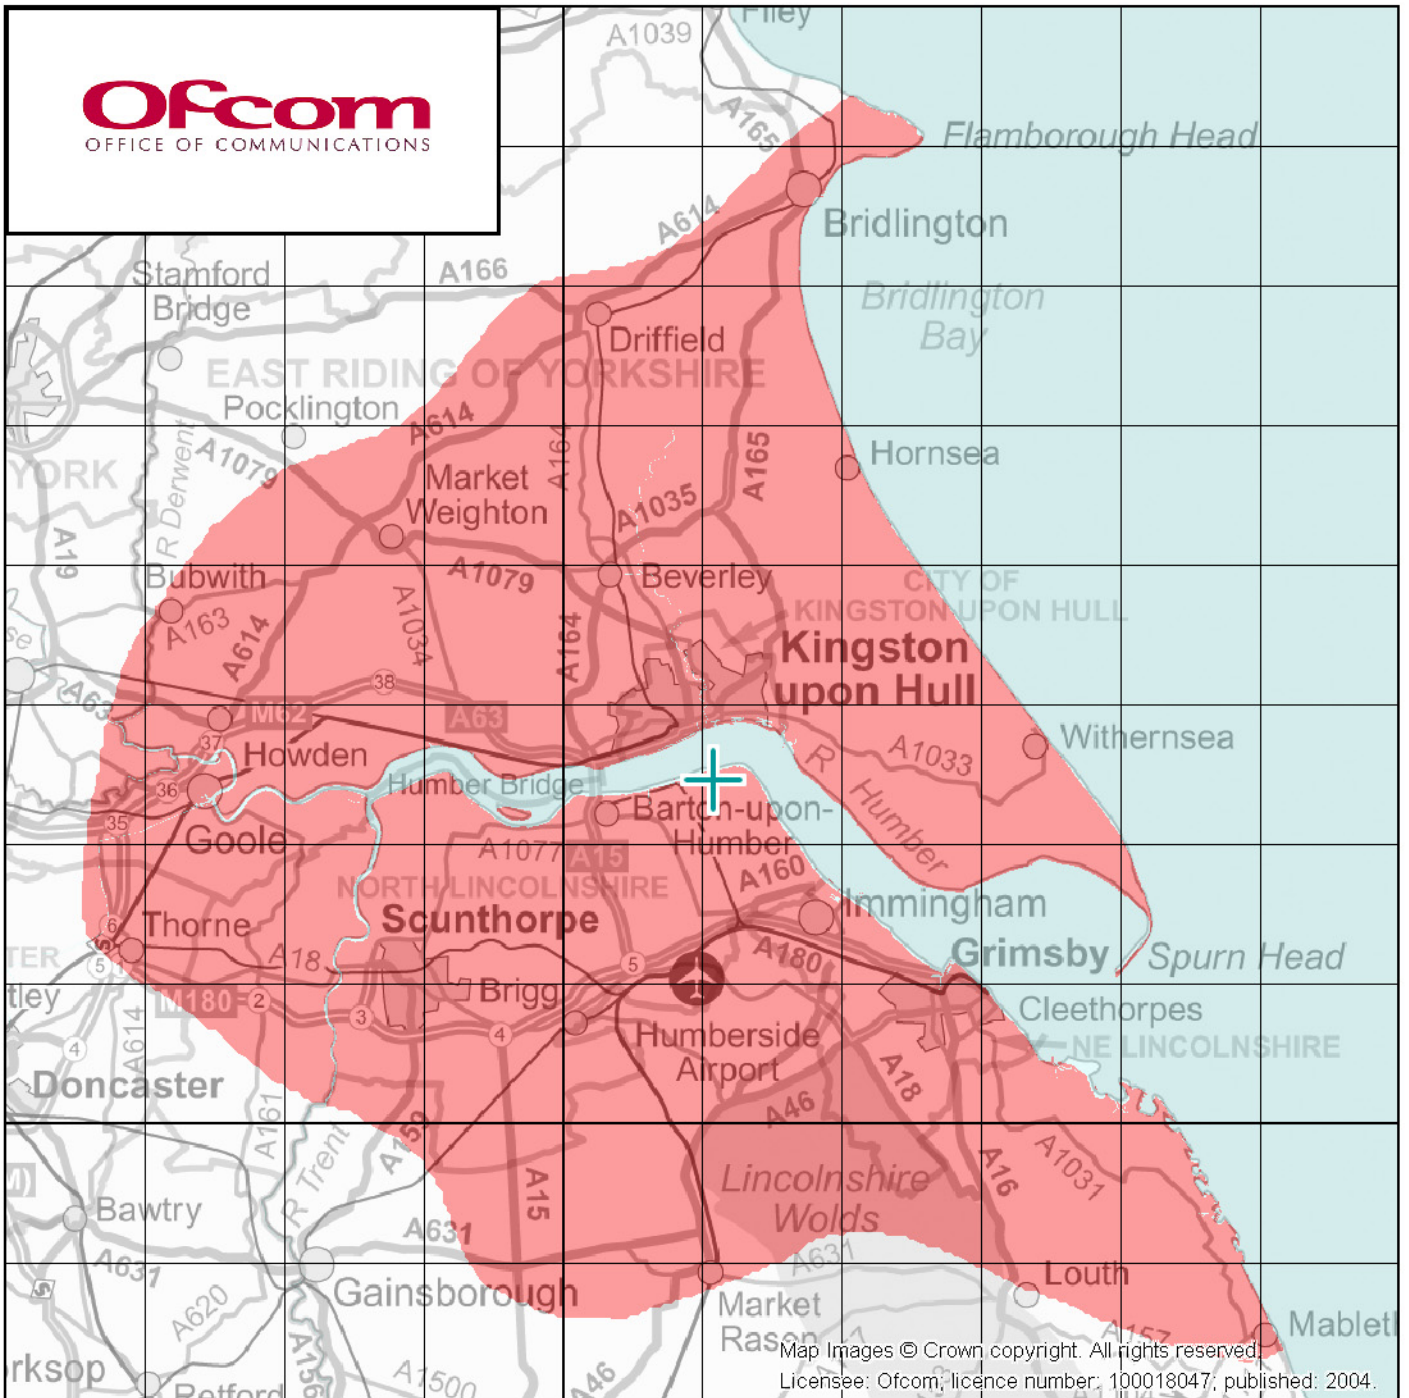 Filey
A1039
Ofcom
OFFICE OF COMMUNICATIONS
A165
Flamborough Head
A614
Bridlington
Stamford
Bridge
A166
Bridlington
Bay
Driffield
EAST RIDING OF YORKSHIRE
Pocklington
A614
A1079
R Derwent
A164
A165
Hornsea
YORK
Market
Weighton
A1035
A19
Bubwith
A1079
Beverley
CITY OF
KINGSTON UPON HULL
A163
A614
A1034
A164
Kingston
upon Hull
38
A63
M62
A63
37
Howden
R Humber
A1033
Withernsea
36
Humber Bridge
35
Goole
Barton-upon-
Humber
A1077
A15
A160
NORTH LINCOLNSHIRE
Immingham
6
Thorne
Scunthorpe
A18
5
A180
Grimsby
Spurn Head
5
M180
2
3
Brigg
4
Humberside
Airport
Cleethorpes
NE LINCOLNSHIRE
4
A614
Doncaster
A18
A161
A159
A46
R Trent
A15
Lincolnshire
Wolds
A16
A1031
Bawtry
A631
A631
A631
Gainsborough
Louth
A620
Market
Rasen
A157
Mableth
A156
A1500
A46
Retford
Map Images © Crown copyright. All rights reserved.
Licensee: Ofcom, licence number: 100018047; published: 2004.